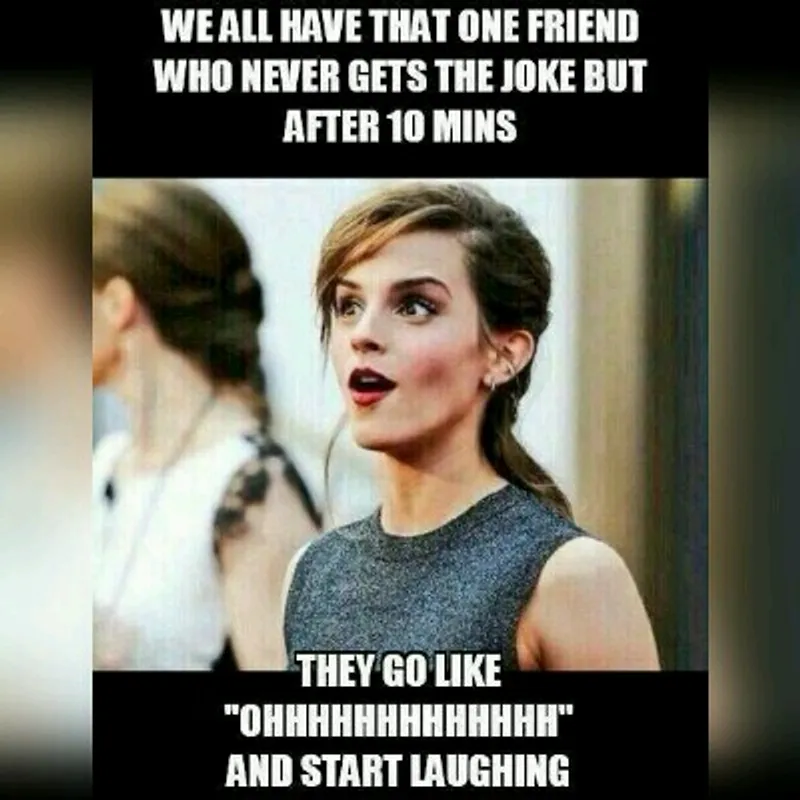 WE ALL HAVE THAT ONE FRIEND
WHO NEVER GETS THE JOKE BUT
AFTER 10 MINS
THEY GO LIKE
"OHHHHHHHHHHHHHH"
AND START LAUGHING